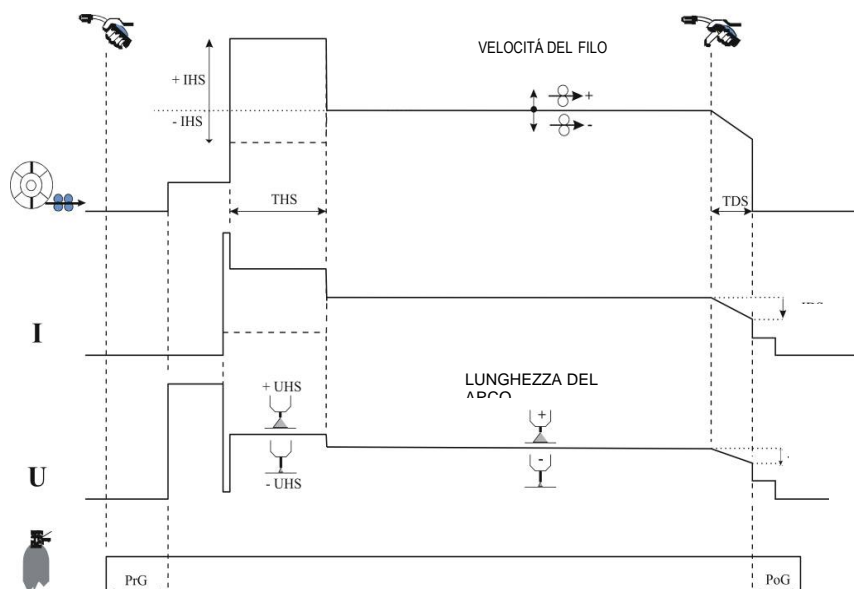 VELOCITÁ DEL FILO
+ IHS
+
- IHS
-
THS
TDS
I
+ UHS
LUNGHEZZA DEL
+
-
U
- UHS
PrG
PoG